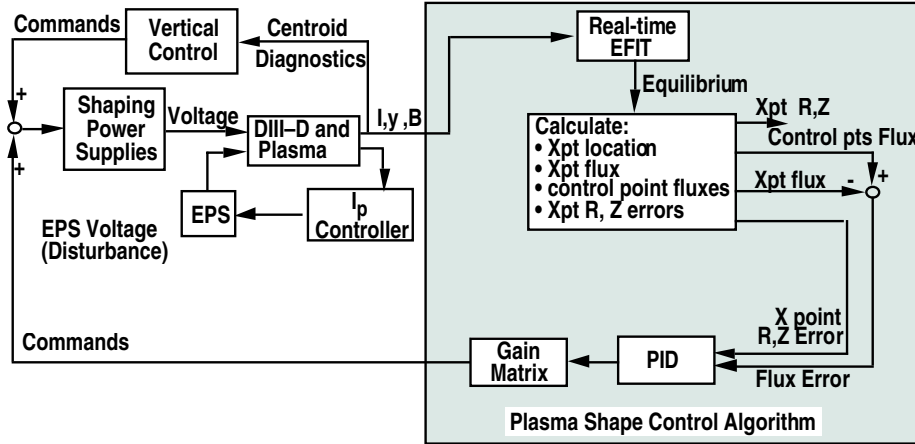 Commands
Vertical
Control
Centroid
Diagnostics
Real-time
EFIT
Equilibrium
+
Shaping
Power
Supplies
Voltage
DIII–D and
Plasma
I,y ,B
Calculate:
• Xpt location
• Xpt flux
• control point fluxes
• Xpt R, Z errors
Xpt R,Z
Control pts Flux
Xpt flux
-
+
+
EPS
Ip
Controller
EPS Voltage
(Disturbance)
X point
R,Z Error
Commands
Gain
Matrix
PID
Flux Error
Plasma Shape Control Algorithm